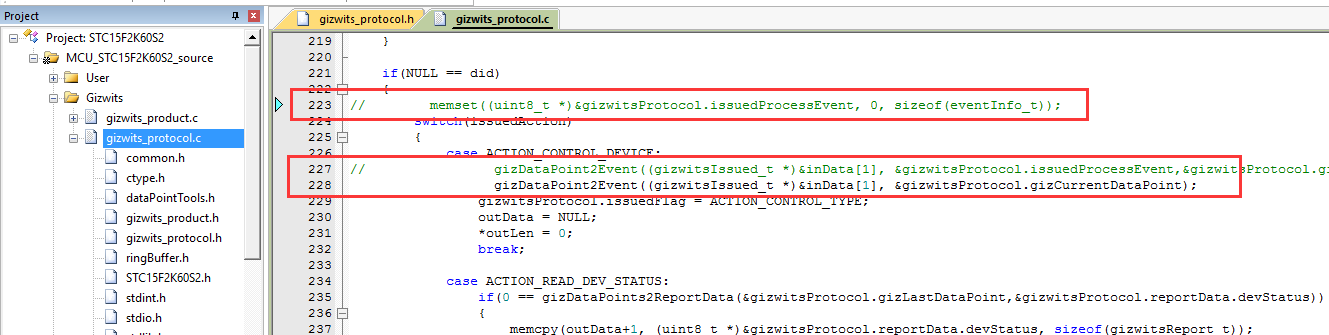 Project
Project: STC15F2K60S2
MCU_STC15F2K60S2_source
User
Gizwits
gizwits_product.c
gizwits_protocol.c
common.h
ctype.h
dataPointTools.h
gizwits_product.h
gizwits_protocol.h
ringBuffer.h
STC15F2K60S2.h
stdint.h
stdio.h
gizwits_protocol.h gizwits_protocol.c
219 }
220
221 if(NULL == did)
222 {
223 // memset((uint8_t *)&gizwitsProtocol.issuedProcessEvent, 0, sizeof(eventInfo_t));
224 switch(issuedAction)
225 {
226 case ACTION_CONTROL_DEVICE:
227 // gizDataPoint2Event((gizwitsIssued_t *)&inData[1], &gizwitsProtocol.issuedProcessEvent,&gizwitsProtocol.gi
228 gizDataPoint2Event((gizwitsIssued_t *)&inData[1], &gizwitsProtocol.gizCurrentDataPoint);
229 gizwitsProtocol.issuedFlag = ACTION_CONTROL_TYPE;
230 outData = NULL;
231 *outLen = 0;
232 break;
233
234 case ACTION_READ_DEV_STATUS:
235 if(0 == gizDataPoints2ReportData(&gizwitsProtocol.gizLastDataPoint,&gizwitsProtocol.reportData.devStatus))
236 {
237 memcpy(outData+1, (uint8_t *)&gizwitsProtocol.reportData.devStatus, sizeof(gizwitsReport_t));